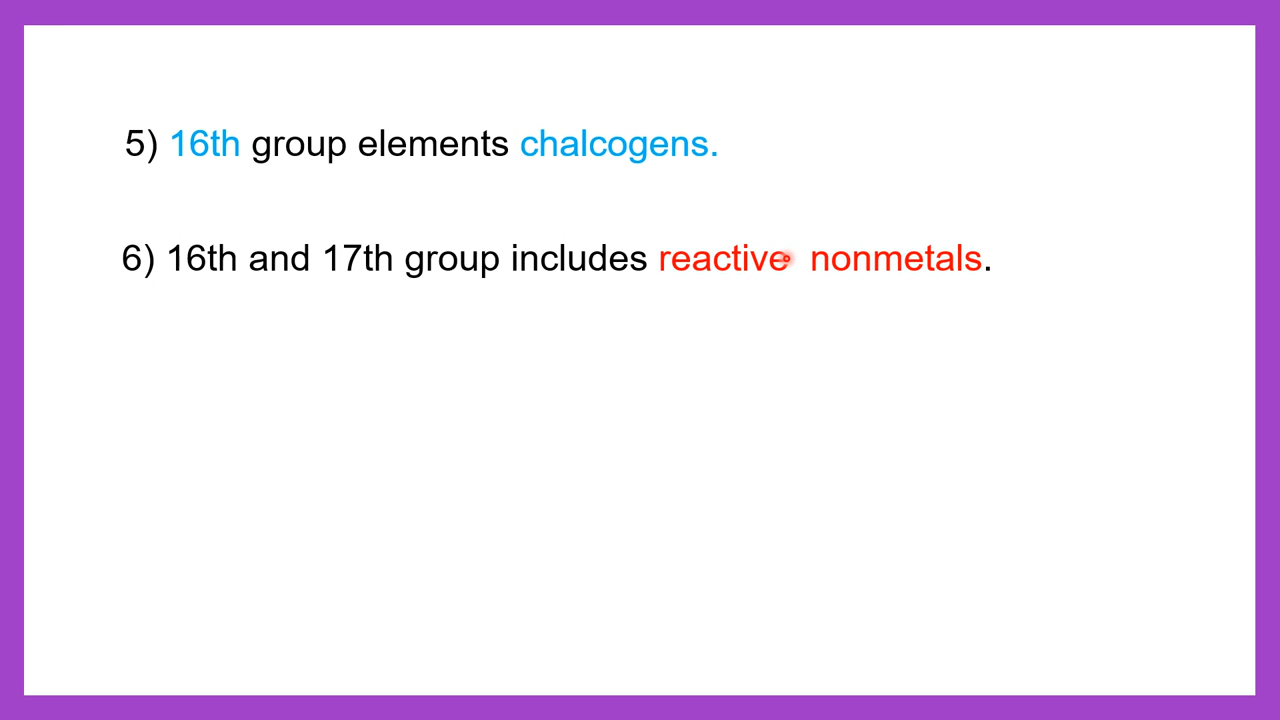 5) 16th group elements chalcogens.
6) 16th and 17th group includes reactive nonmetals.